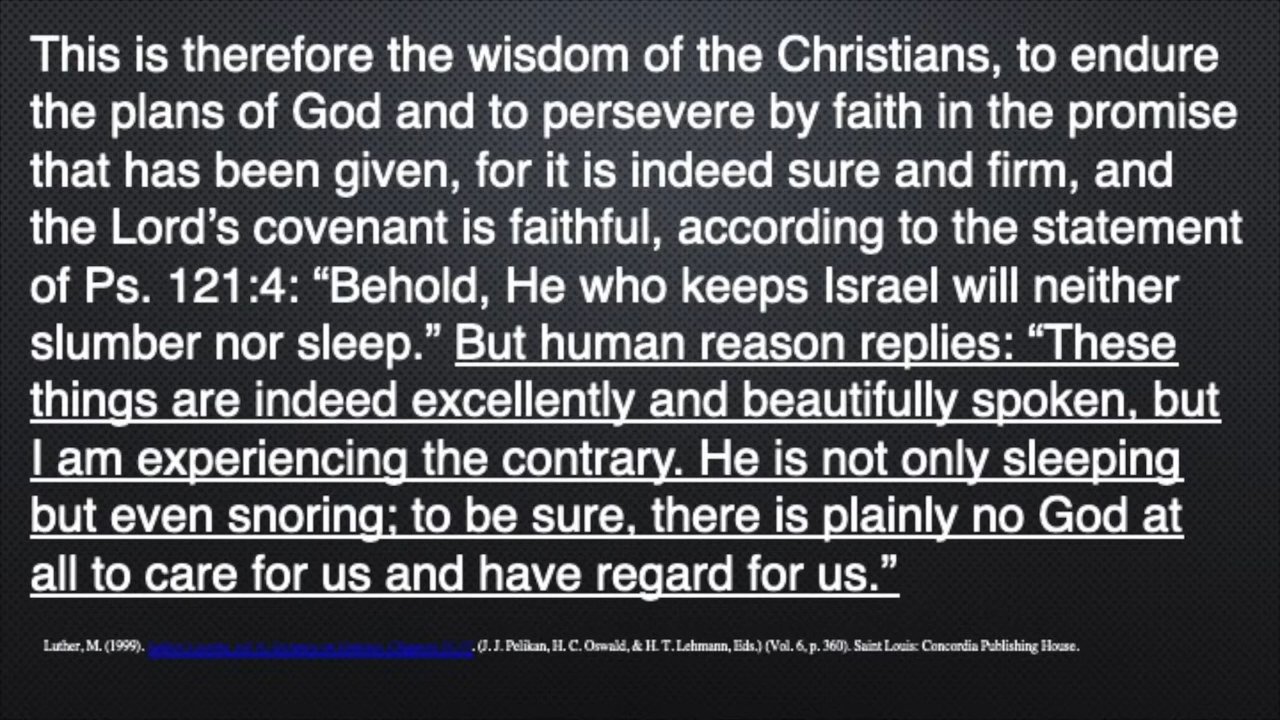 This is therefore the wisdom of the Christians, to endure
the plans of God and to persevere by faith in the promise
that has been given, for it is indeed sure and firm, and
the Lord’s covenant is faithful, according to the statement
of Ps. 121:4: “Behold, He who keeps Israel will neither
slumber nor sleep.” But human reason replies: “These
things are indeed excellently and beautifully spoken, but
I am experiencing the contrary. He is not only sleeping
but even snoring; to be sure, there is plainly no God at
all to care for us and have regard for us.”
Luther, M. (1999). . (J. J. Pelikan, H. C. Oswald, & H. T. Lehmann, Eds.) (Vol. 6, p. 360). Saint Louis: Concordia Publishing House.